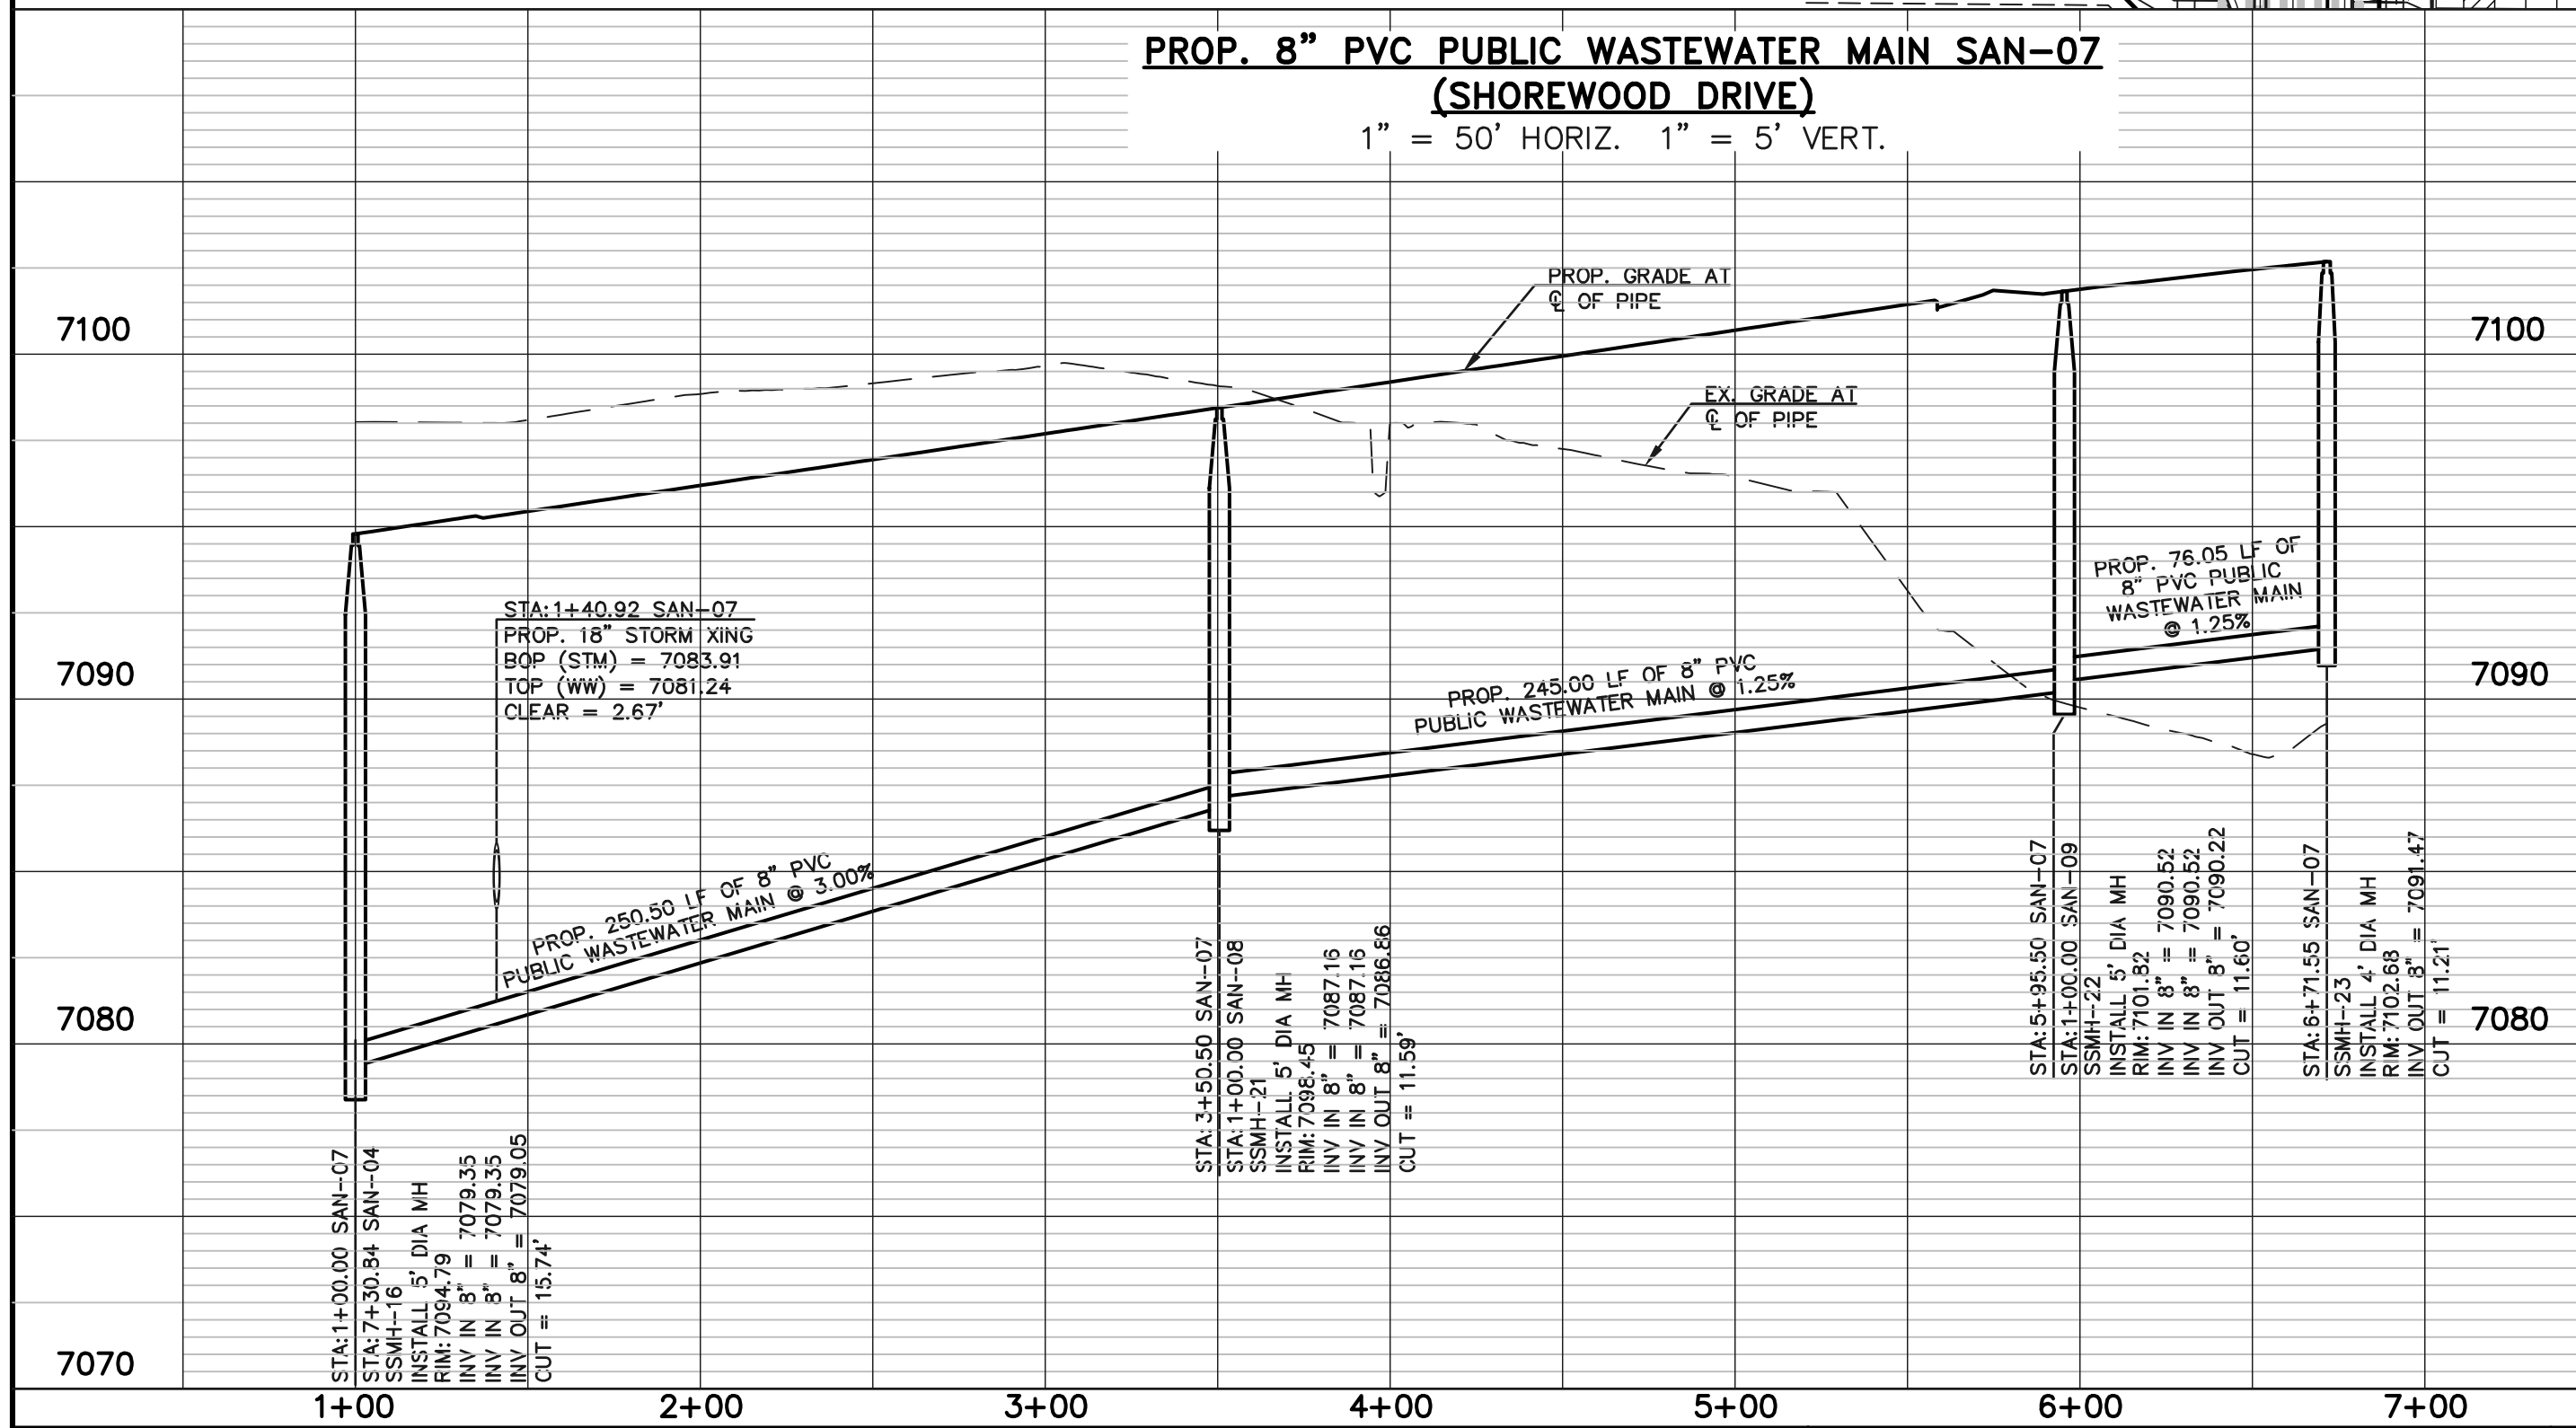 PROP. 8" PVC PUBLIC WASTEWATER MAIN SAN-07
(SHOREWOOD DRIVE)
1" = 50' HORIZ. 1" = 5' VERT.
PROP. GRADE AT
℄ OF PIPE
EX. GRADE AT
℄ OF PIPE
7100
7100
7090
7080
7080
7070
STA:1+40.92 SAN-07
PROP. 18" STORM XING
BOP (STM) = 7083.91
TOP (WW) = 7081.24
CLEAR = 2.67'
PROP. 250.50 LF OF 8" PVC
PUBLIC WASTEWATER MAIN @ 3.00%
PROP. 245.00 LF OF 8" PVC
PUBLIC WASTEWATER MAIN @ 1.25%
PROP. 76.05 LF OF
8" PVC PUBLIC
WASTEWATER MAIN
@ 1.25%
STA:1+00.00 SAN-07
STA:7+30.84 SAN-04
SSMH-16
INSTALL 5' DIA MH
RIM:7094.79
INV IN 8" = 7079.35
INV IN 8" = 7079.35
INV OUT 8" = 7079.05
CUT = 15.74'
STA:3+50.50 SAN-07
STA:1+00.00 SAN-08
SSMH-21
INSTALL 5' DIA MH
RIM:7098.45
INV IN 8" = 7087.16
INV IN 8" = 7087.16
INV OUT 8" = 7086.86
CUT = 11.59'
STA:5+95.50 SAN-07
STA:1+00.00 SAN-09
SSMH-22
INSTALL 5' DIA MH
RIM:7101.82
INV IN 8" = 7090.52
INV IN 8" = 7090.52
INV OUT 8" = 7090.22
CUT = 11.60'
STA:6+71.55 SAN-07
SSMH-23
INSTALL 4' DIA MH
RIM:7102.68
INV OUT 8" = 7091.47
CUT = 11.21'
1+00 2+00 3+00 4+00 5+00 6+00 7+00